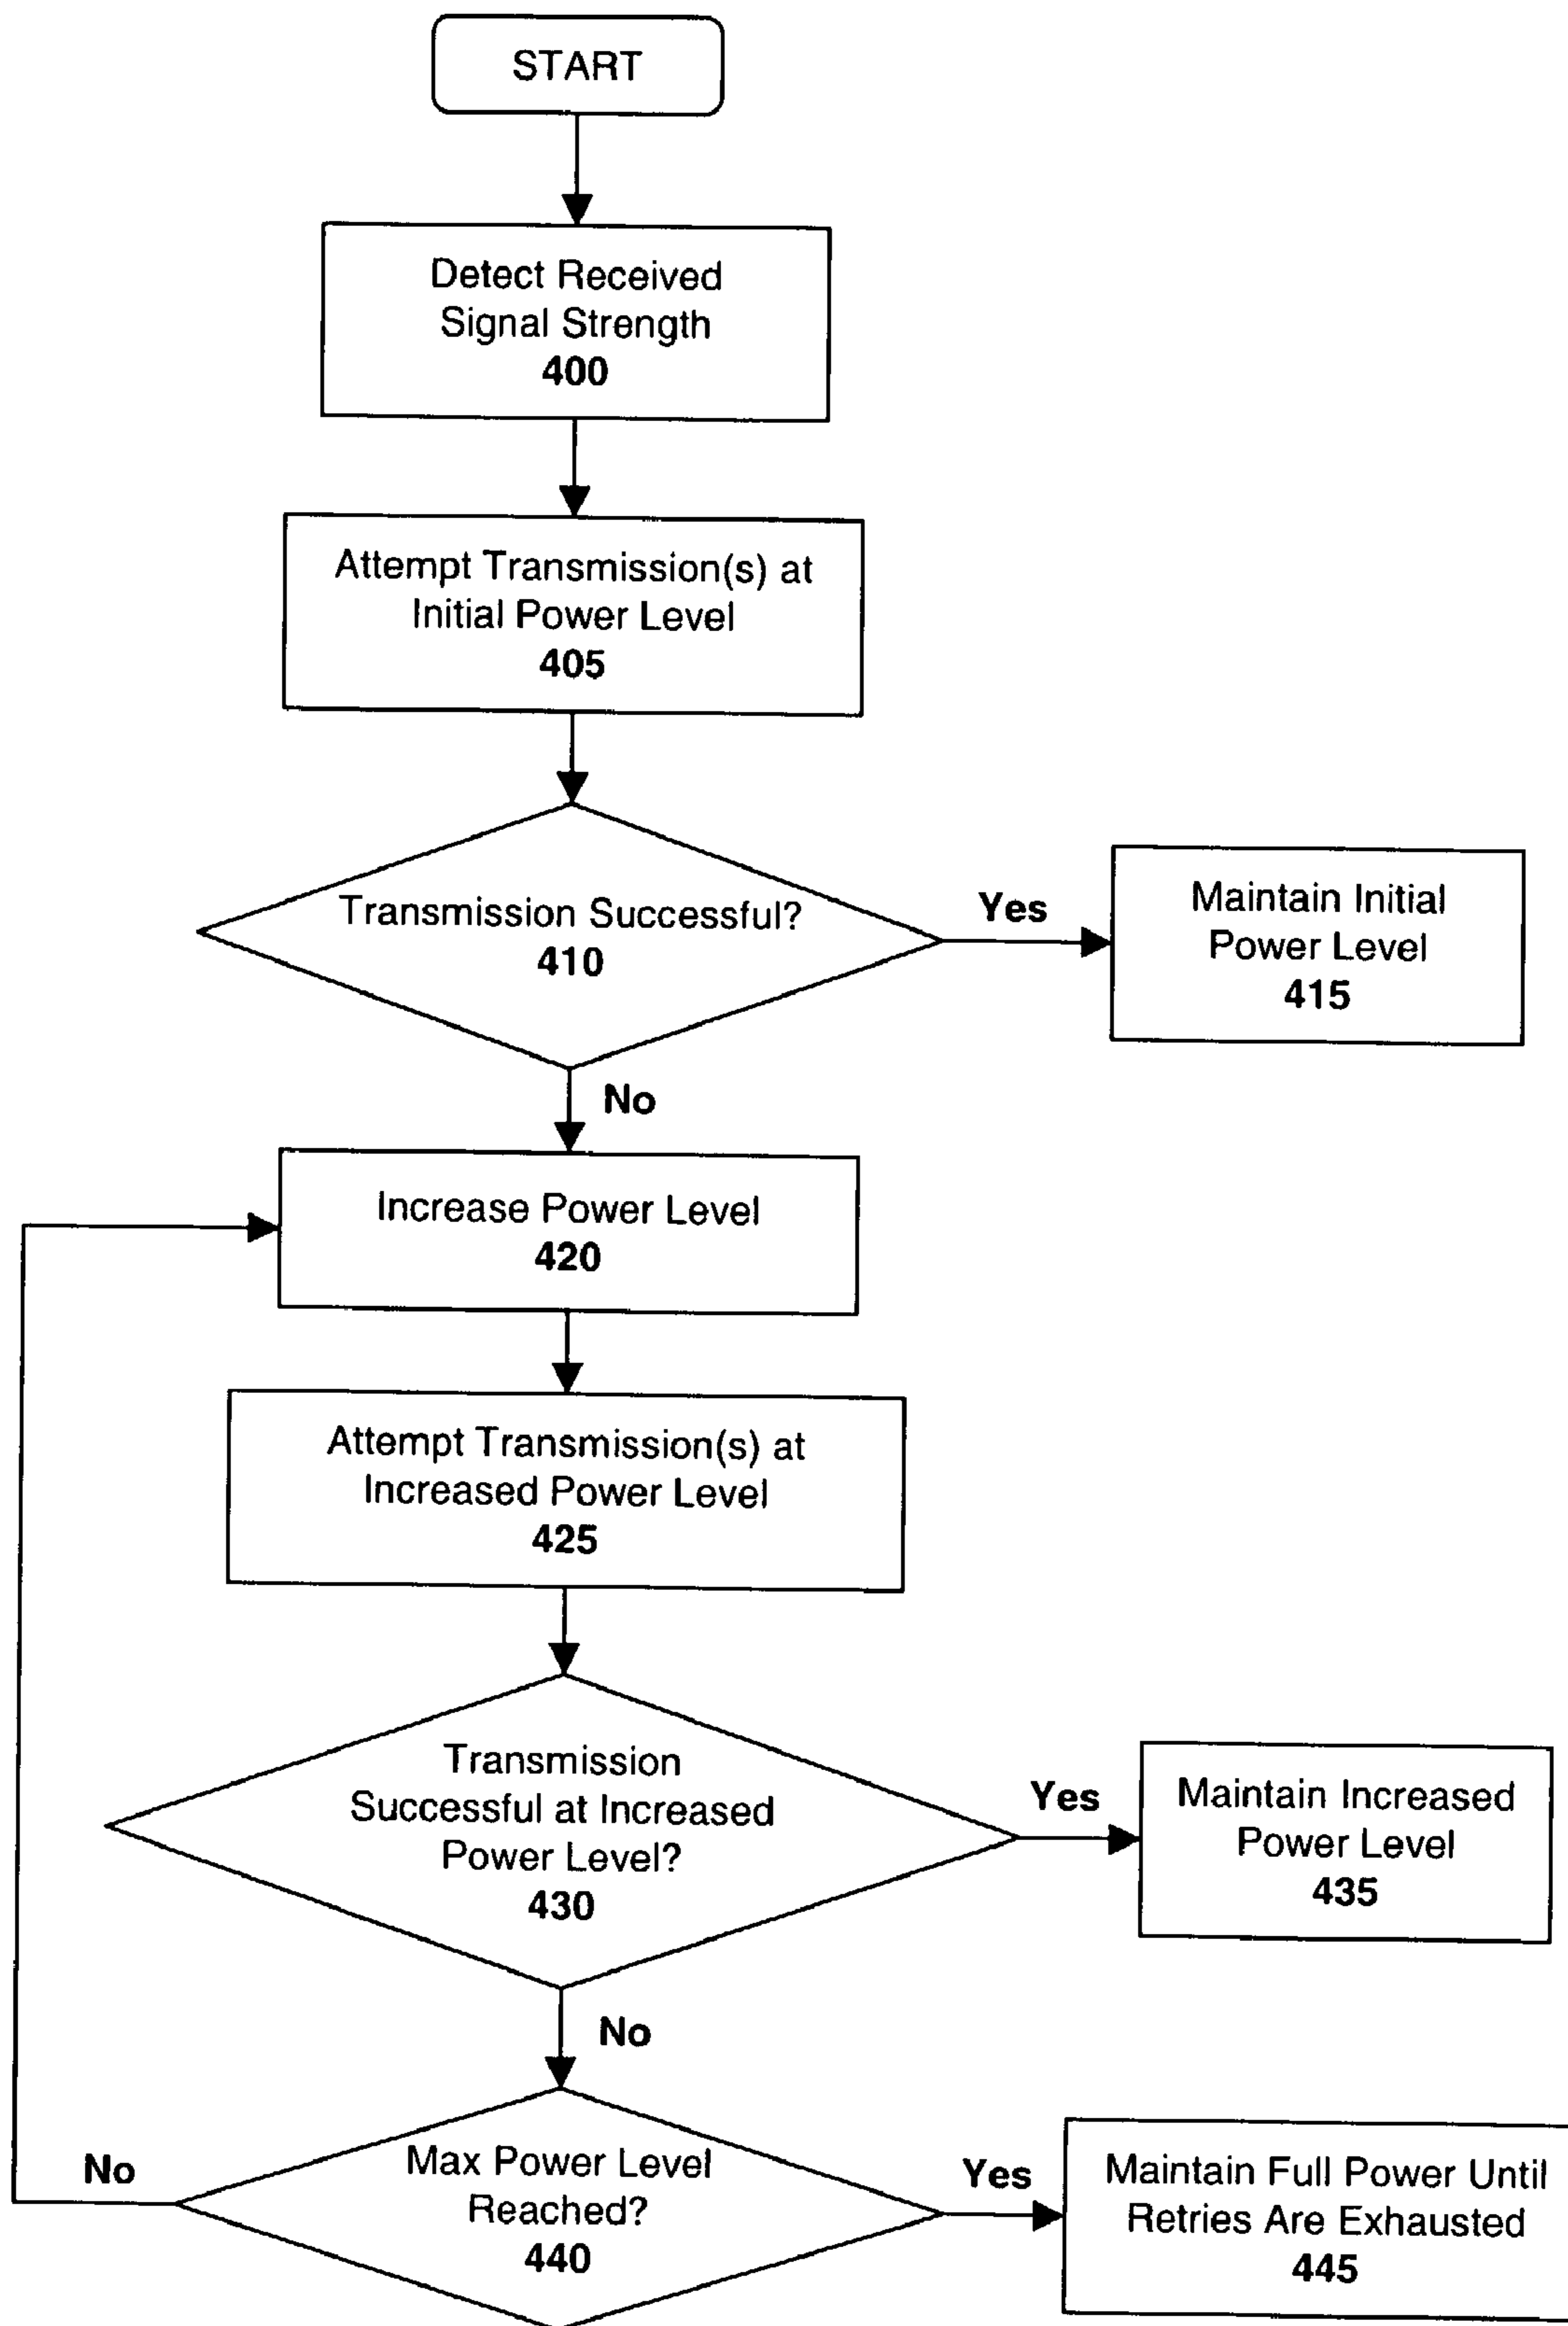 START
Detect Received
Signal Strength
400
Attempt Transmission(s) at
Initial Power Level
405
Transmission Successful?
410
Yes
Maintain Initial
Power Level
415
No
Increase Power Level
420
Attempt Transmission(s) at
Increased Power Level
425
Transmission
Successful at Increased
Power Level?
430
Yes
Maintain Increased
Power Level
435
No
Max Power Level
Reached?
440
No
Yes
Maintain Full Power Until
Retries Are Exhausted
445